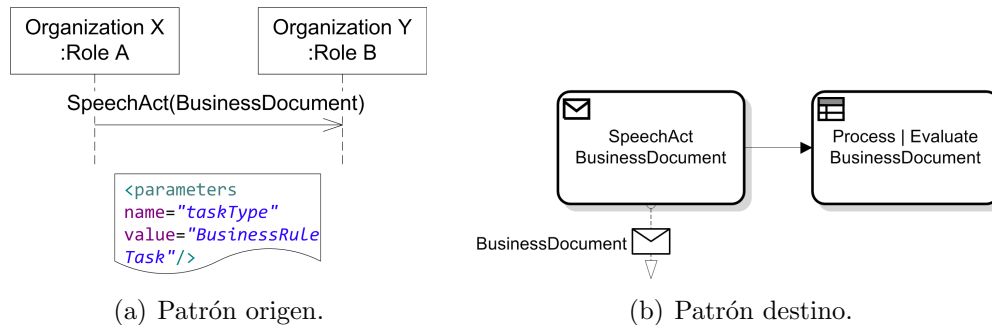 Organization X
:Role A
Organization Y
:Role B
SpeechAct(BusinessDocument)
<parameters
name="taskType"
value="BusinessRule
Task"/>
(a) Patrón origen.
SpeechAct
BusinessDocument
Process | Evaluate
BusinessDocument
BusinessDocument
(b) Patrón destino.